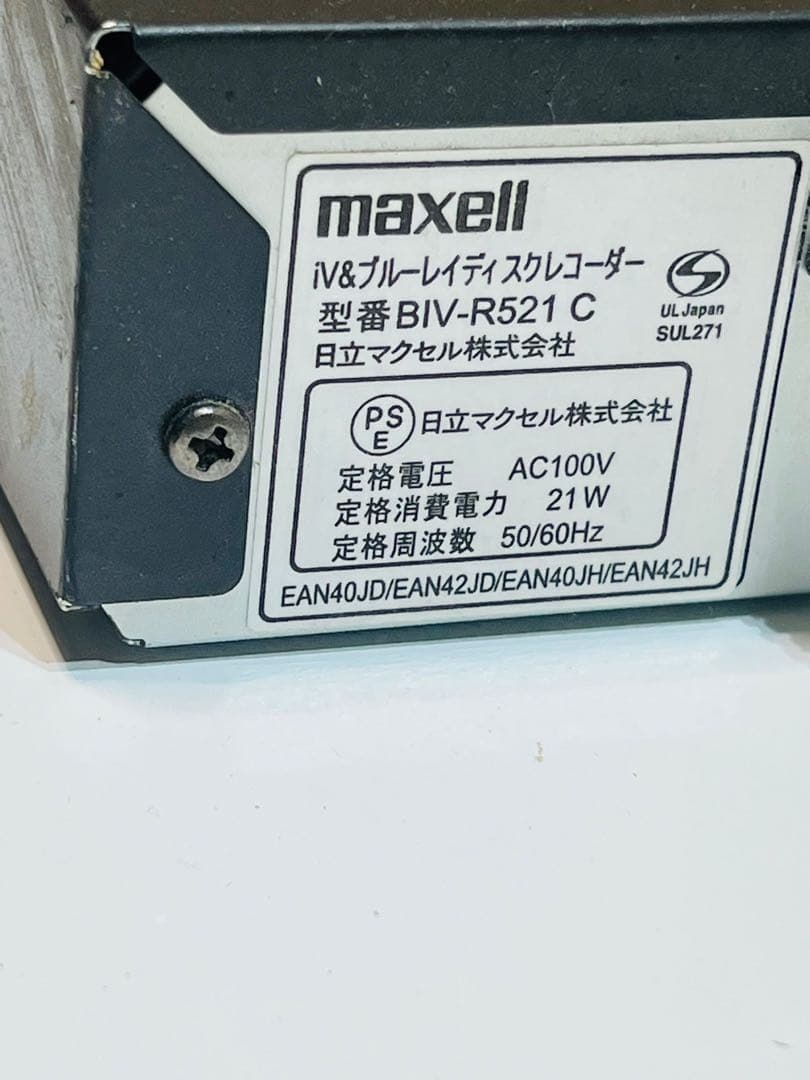 maxell
iV&ブルーレイディスクレコーダー
型番 BIV-R521 C
日立マクセル株式会社
UL Japan
SUL271
PS
E
日立マクセル株式会社
定格電圧 AC100V
定格消費電力 21W
定格周波数 50/60Hz
EAN40JD/EAN42JD/EAN40JH/EAN42JH